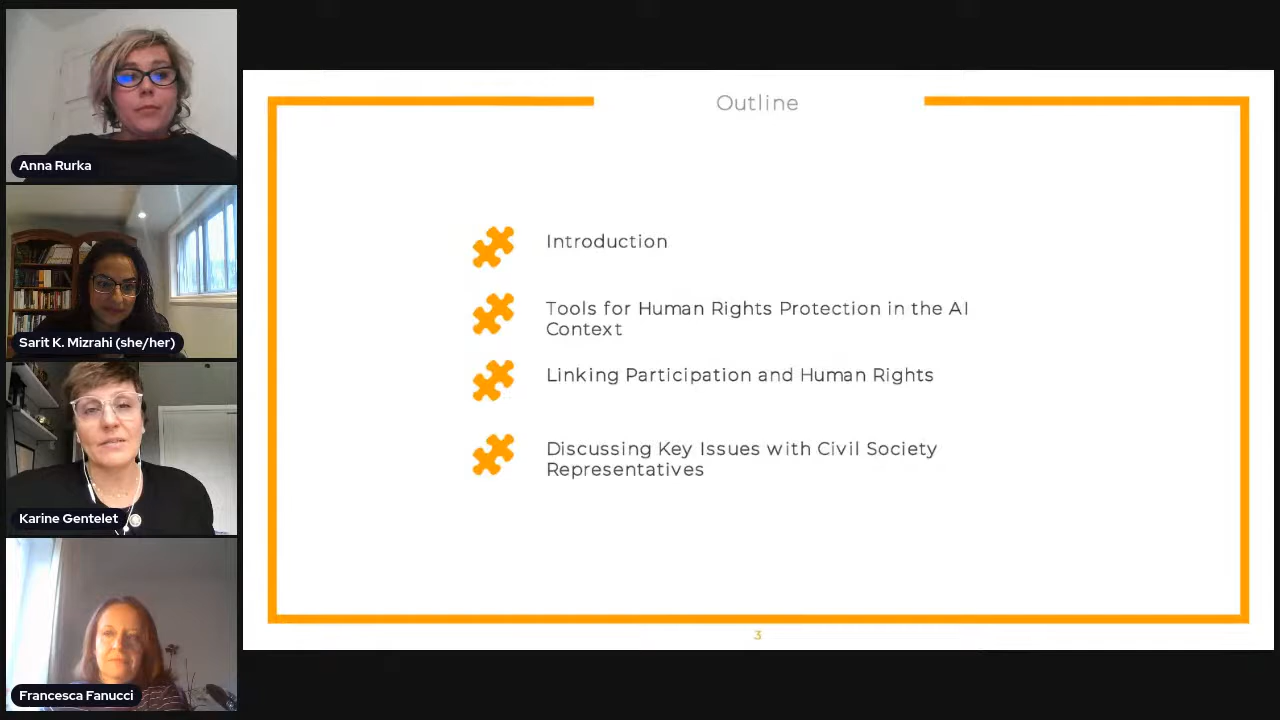 Anna Rurka
Sarit K. Mizrahi (she/her)
Karine Gentelet
Francesca Fanucci
Outline
Introduction
Tools for Human Rights Protection in the AI
Context
Linking Participation and Human Rights
Discussing Key Issues with Civil Society
Representatives
3